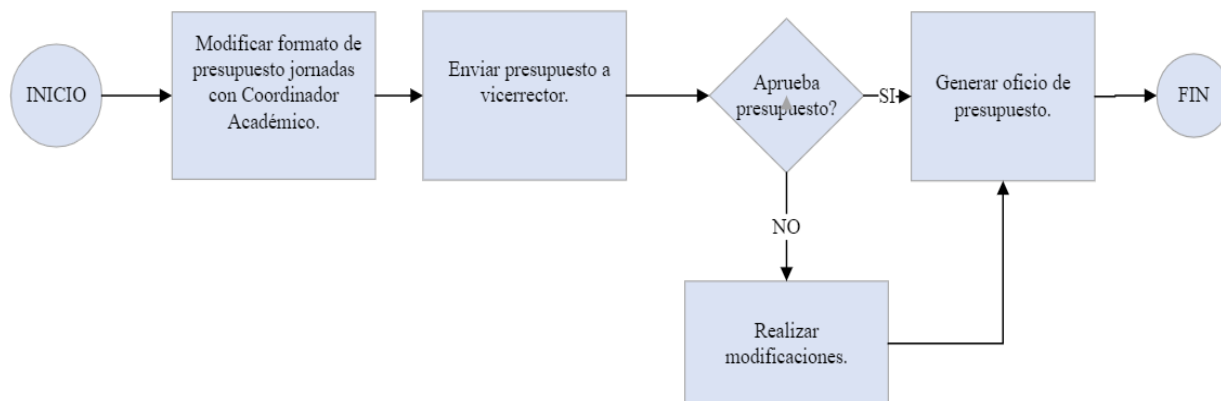 INICIO
Modificar formato de
presupuesto jornadas
con Coordinador
Académico.
Enviar presupuesto a
vicerrector.
Aprueba
presupuesto?
SI
Generar oficio de
presupuesto.
FIN
NO
Realizar
modificaciones.